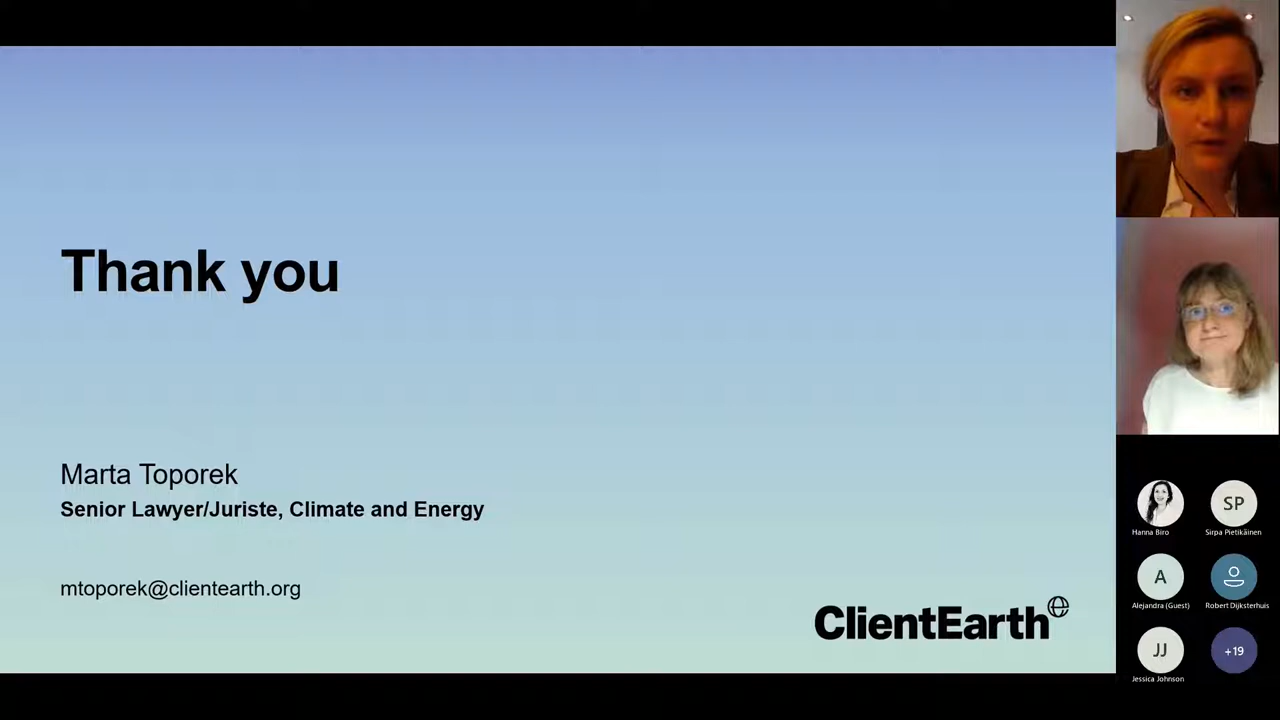 Thank you
Marta Toporek
Senior Lawyer/Juriste, Climate and Energy
mtoporek@clientearth.org
ClientEarth
SP
Hanna Biro
Sirpa Pietikäinen
A
Alejandra (Guest)
Robert Dijksterhuis
JJ
+19
Jessica Johnson